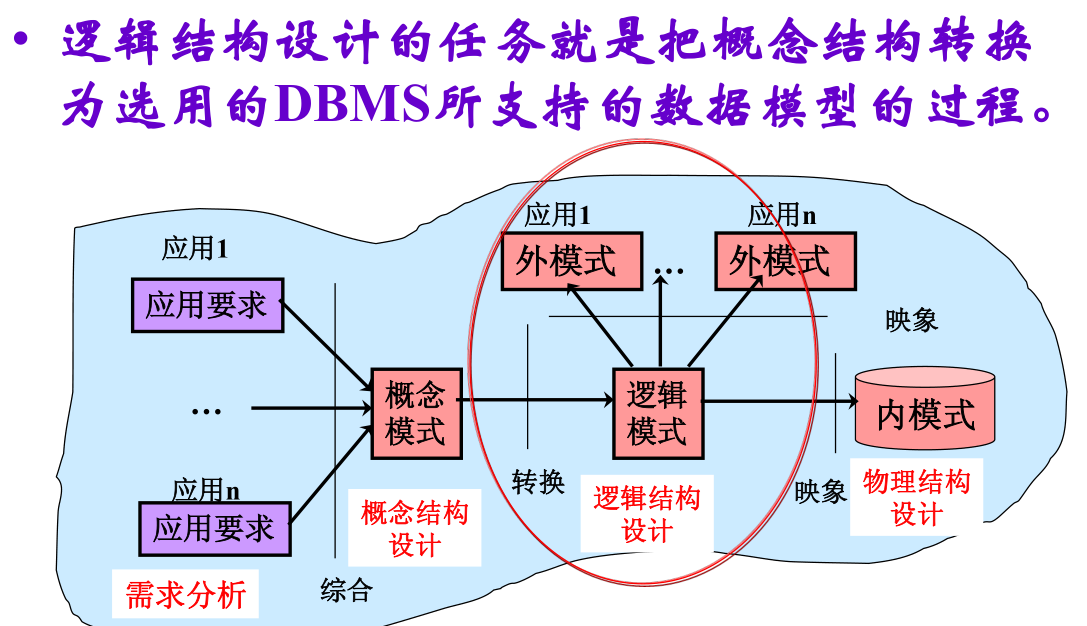 • 逻辑结构设计的任务就是把概念结构转换
为选用的DBMS所支持的数据模型的过程。
应用1
应用n
应用1
外模式
…
外模式
应用要求
映象
…
概念
模式
逻辑
模式
内模式
应用n
应用要求
转换
映象
概念结构
设计
逻辑结构
设计
物理结构
设计
需求分析
综合